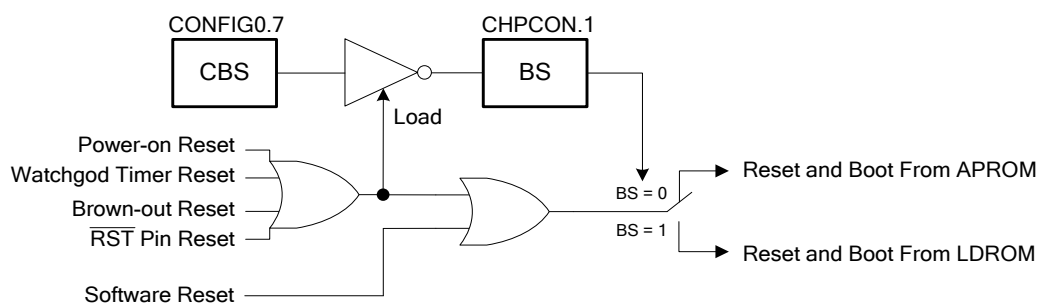 CONFIG0.7
CHPCON.1
CBS
BS
Load
Power-on Reset
Watchgod Timer Reset
Brown-out Reset
RST Pin Reset
Software Reset
BS = 0
BS = 1
Reset and Boot From APROM
Reset and Boot From LDROM